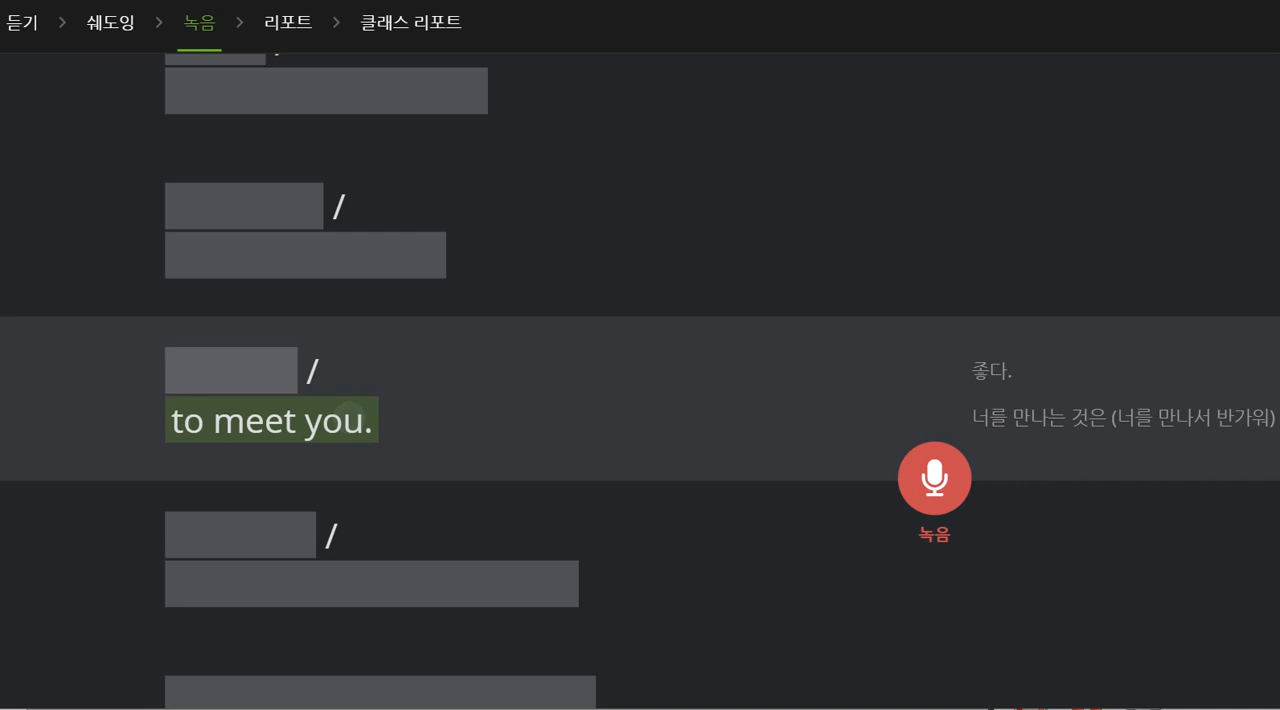 듣기 > 쉐도잉 > 녹음 > 리포트 > 클래스 리포트
/
/
좋다.
to meet you.
너를 만나는 것은 (너를 만나서 반가워)
녹음
/